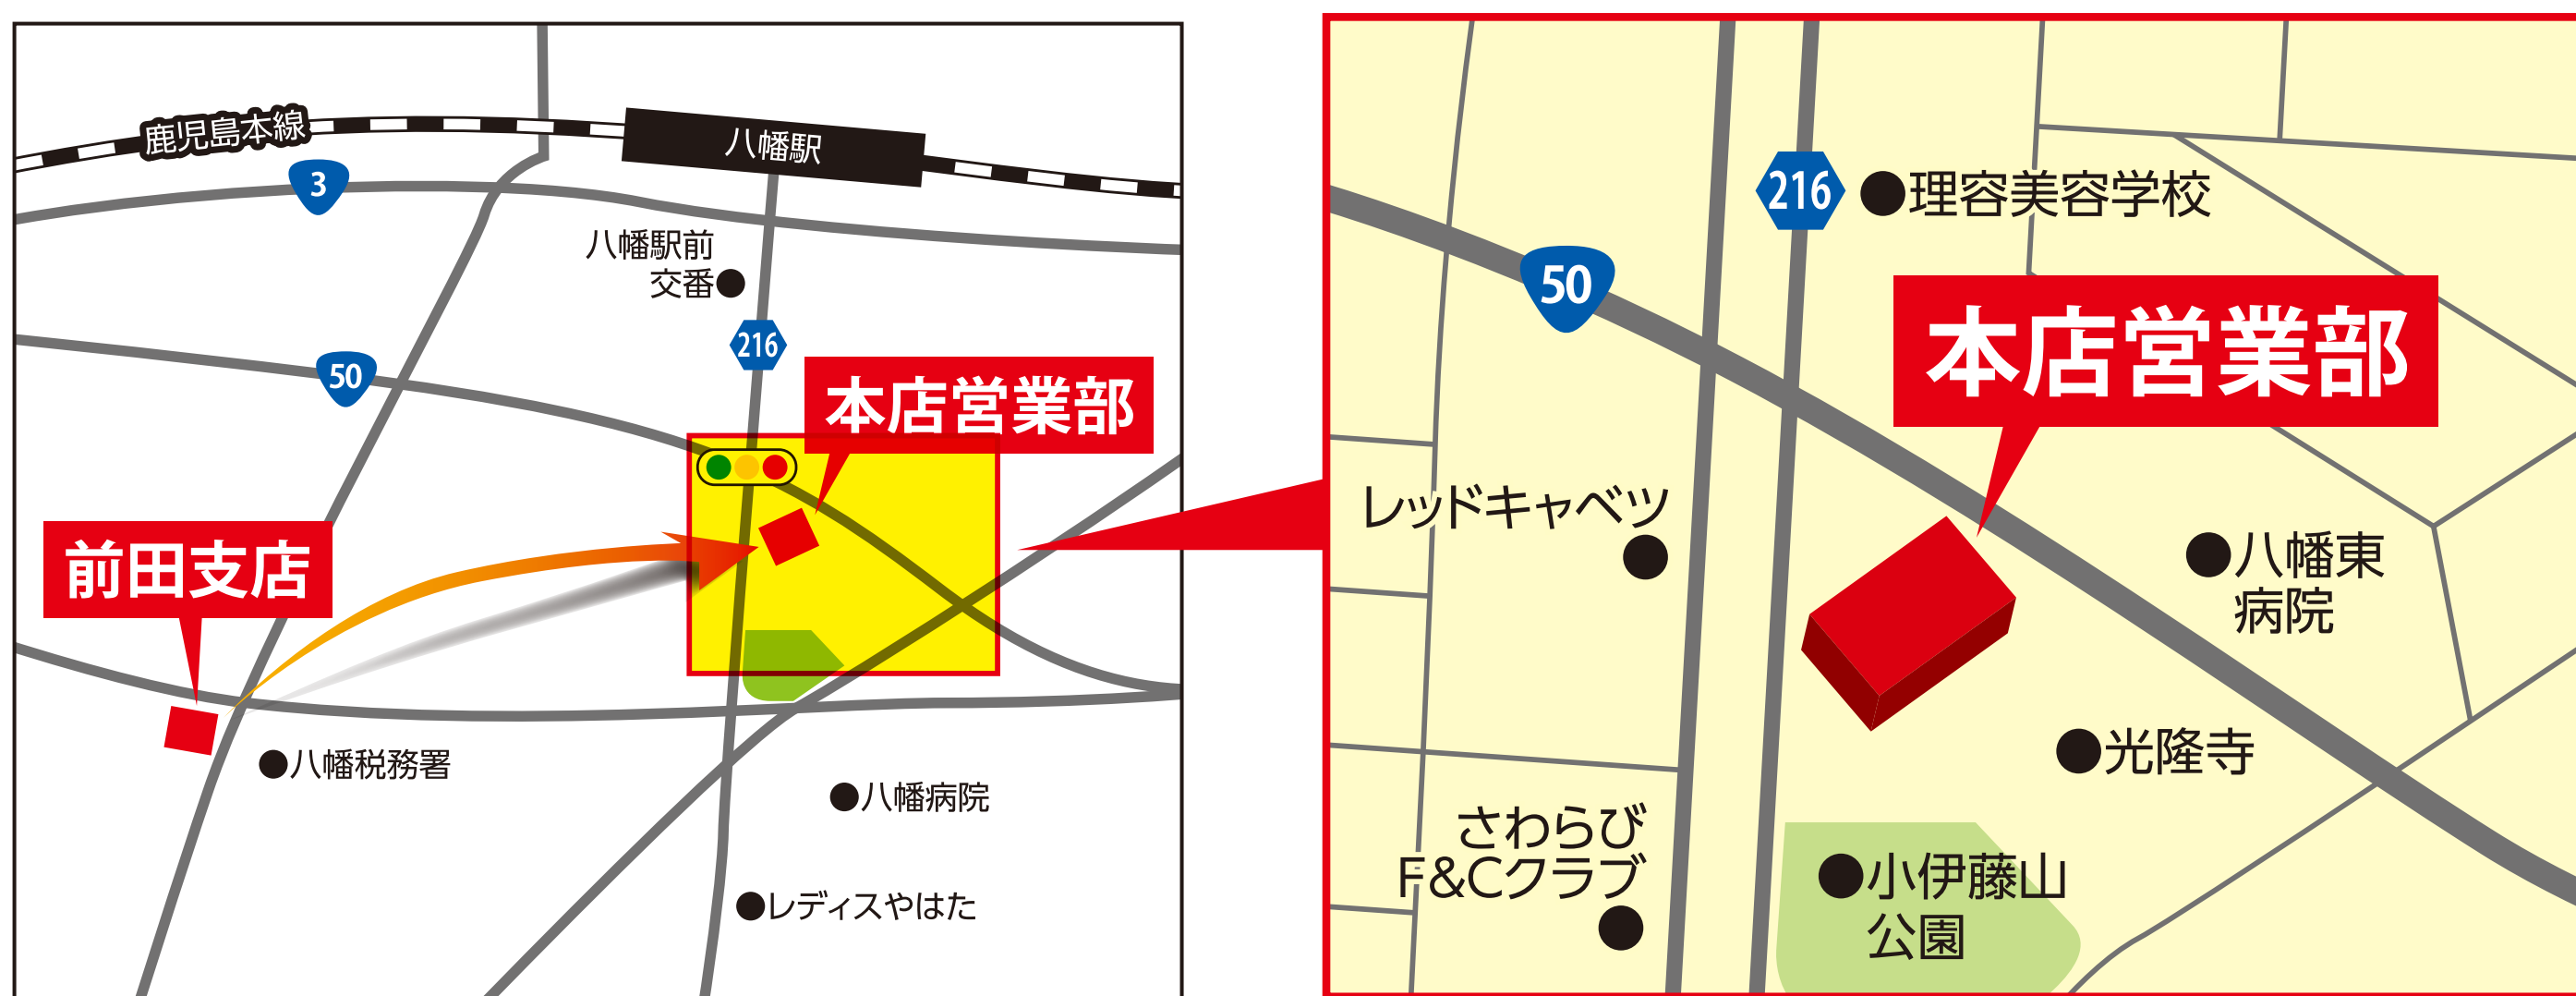 鹿児島本線
八幡駅
3
八幡駅前
交番
216
50
本店営業部
前田支店
八幡税務署
八幡病院
レディスやはた
216
理容美容学校
50
本店営業部
レッドキャベツ
八幡東
病院
光隆寺
さわらび
F&Cクラブ
小伊藤山
公園